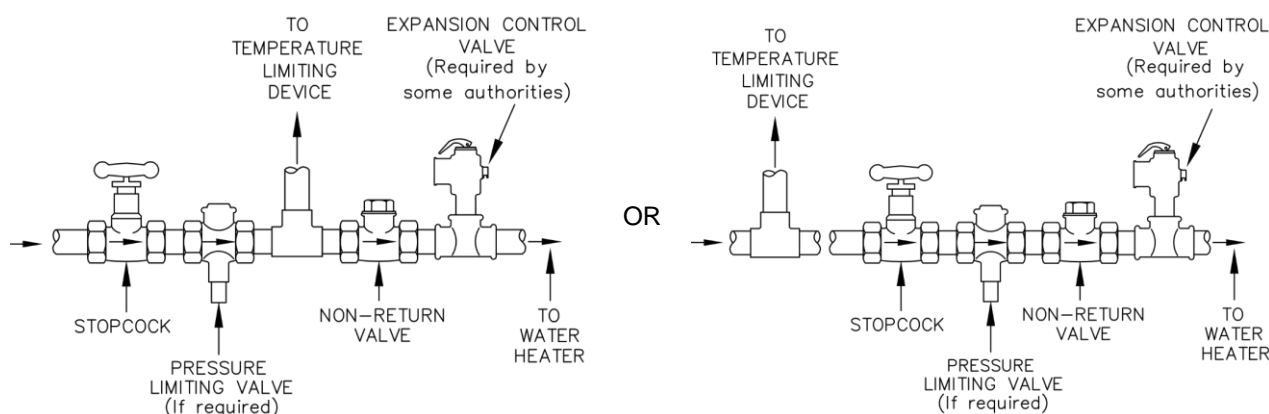 TO
TEMPERATURE
LIMITING
DEVICE
EXPANSION CONTROL
VALVE
(Required by
some authorities)
STOPCOCK
PRESSURE
LIMITING VALVE
(If required)
NON-RETURN
VALVE
TO
WATER
HEATER
OR
TO
TEMPERATURE
LIMITING
DEVICE
EXPANSION CONTROL
VALVE
(Required by
some authorities)
STOPCOCK
PRESSURE
LIMITING VALVE
(If required)
NON-RETURN
VALVE
TO
WATER
HEATER